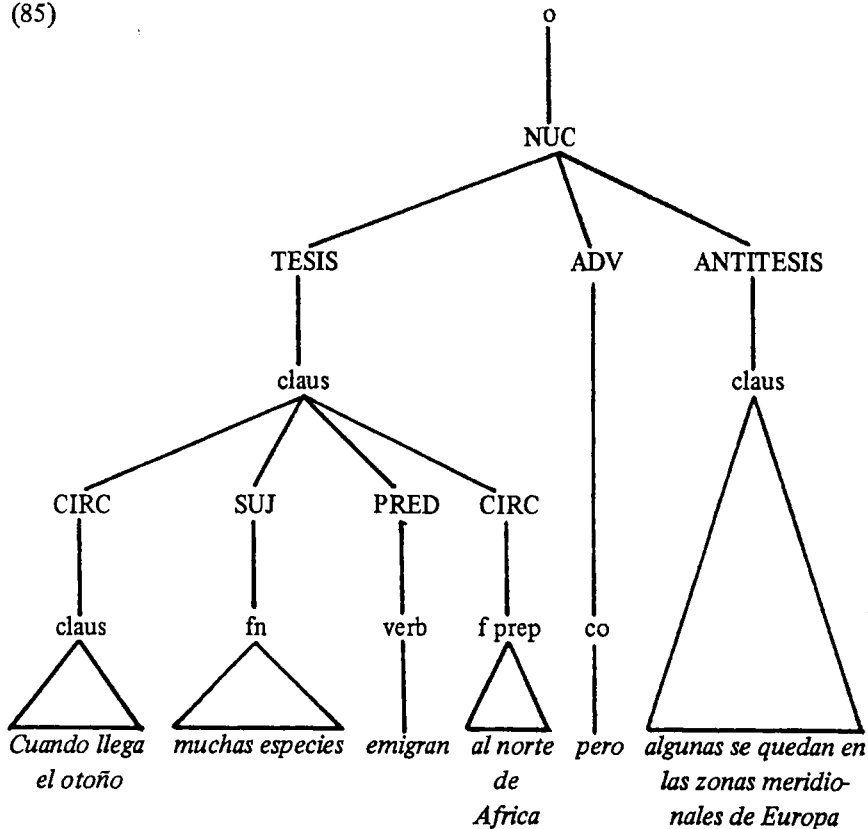 (85)
o
NUC
TESIS ADV ANTITESIS
claus claus
CIRC SUJ PRED CIRC
claus fn verb f prep co
Cuando llega muchas especies emigran al norte pero algunas se quedan en
el otoño de las zonas meridio-
Africa nales de Europa